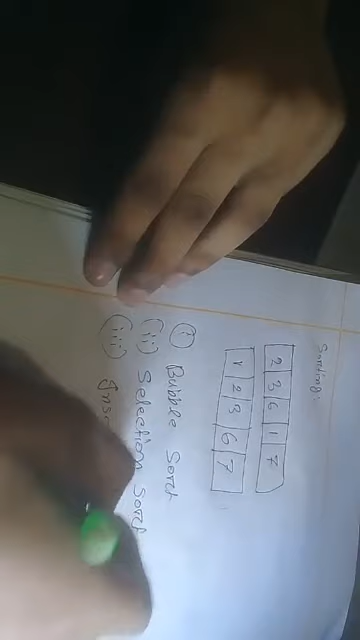 Sorting:
2 3 6 1 7
1 2 3 6 7
(i) Bubble Sort
(ii) Selection Sort
(iii)